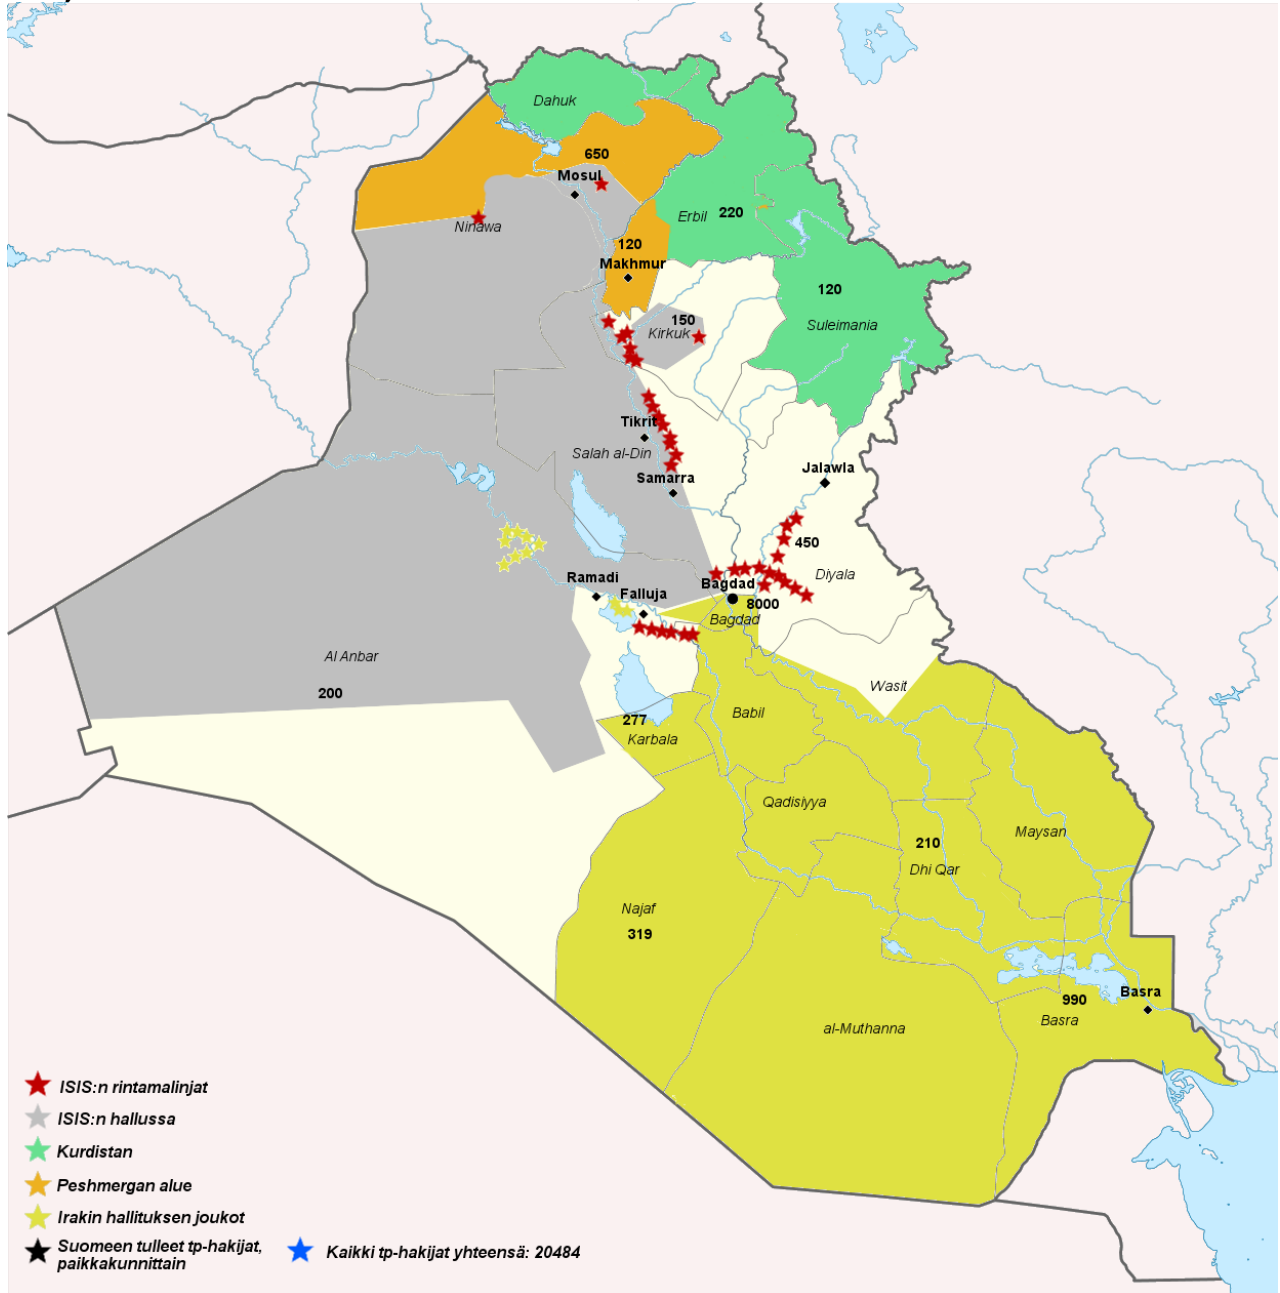 Dahuk
650
Mosul
Erbil
220
Ninawa
120
Makhmur
120
150
Kirkuk
Suleimania
Tikrit
Salah al-Din
Jalawla
Samarra
450
Diyala
Ramadi
Bagdad
Falluja
8000
Bagdad
Al Anbar
200
Wasit
277
Babil
Karbala
Qadisiyya
Maysan
210
Dhi Qar
Najaf
319
990
Basra
Basra
al-Muthanna
ISIS:n rintamalinjat
ISIS:n hallussa
Kurdistan
Peshmergan alue
Irakin hallituksen joukot
Suomeen tulleet tp-hakijat,
paikkakunnittain
Kaikki tp-hakijat yhteensä: 20484